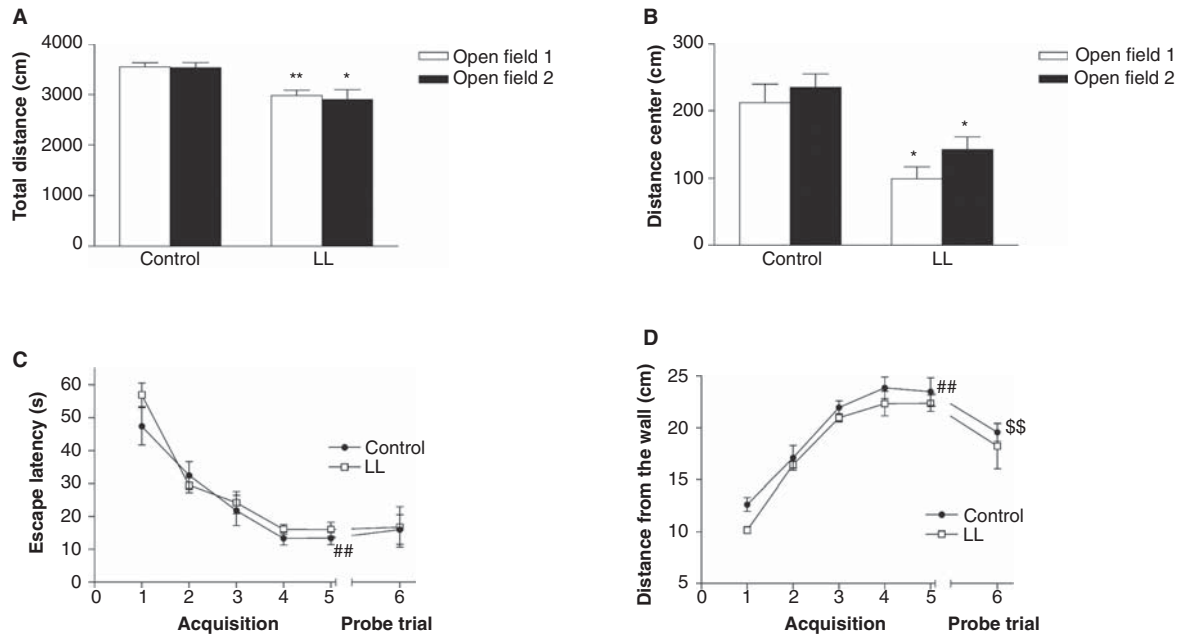 A
Total distance (cm)
4000
3000
2000
1000
0
** *
Control LL
Open field 1
Open field 2
B
Distance center (cm)
300
200
100
0
*
*
Control LL
Open field 1
Open field 2
C
Escape latency (s)
60
50
40
30
20
10
0
Control
LL
##
0 1 2 3 4 5 6
Acquisition Probe trial
D
Distance from the wall (cm)
25
20
15
10
5
##
$$
Control
LL
0 1 2 3 4 5 6
Acquisition Probe trial